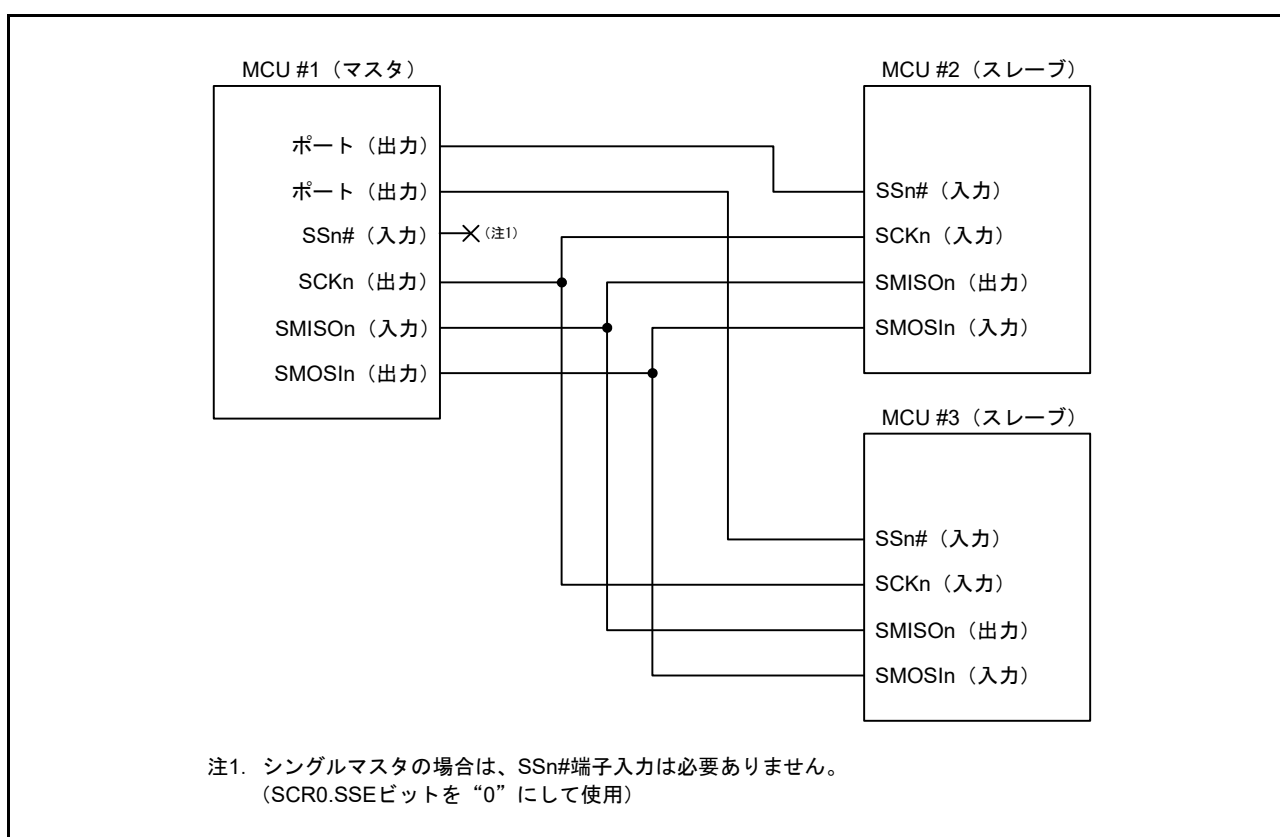 MCU #1（マスタ）
ポート（出力）
ポート（出力）
SSn#（入力）
（注1）
SCKn（出力）
SMISOn（入力）
SMOSIn（出力）
MCU #2（スレーブ）
SSn#（入力）
SCKn（入力）
SMISOn（出力）
SMOSIn（入力）
MCU #3（スレーブ）
SSn#（入力）
SCKn（入力）
SMISOn（出力）
SMOSIn（入力）
注1. シングルマスタの場合は、SSn#端子入力は必要ありません。
（SCR0.SSEビットを“0”にして使用）